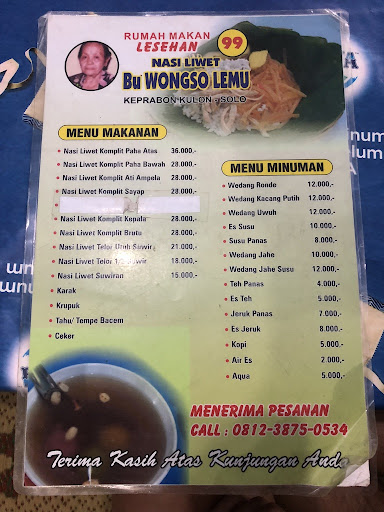 RUMAH MAKAN
LESEHAN 99
NASI LIWET
Bu WONGSO LEMU
KEPRABON KULON - SOLO
MENU MAKANAN
• Nasi Liwet Komplit Paha Atas 36.000,-
• Nasi Liwet Komplit Paha Bawah 28.000,-
• Nasi Liwet Komplit Ati Ampela 28.000,-
• Nasi Liwet Komplit Sayap 28.000,-
• Nasi Liwet Komplit Kepala 28.000,-
• Nasi Liwet Komplit Brutu 28.000,-
• Nasi Liwet Telor Utuh Suwir 21.000,-
• Nasi Liwet Telor 1/2 Suwir 18.000,-
• Nasi Liwet Suwiran 15.000,-
• Karak
• Krupuk
• Tahu/ Tempe Bacem
• Ceker
MENU MINUMAN
• Wedang Ronde 12.000,-
• Wedang Kacang Putih 12.000,-
• Wedang Uwuh 12.000,-
• Es Susu 10.000,-
• Susu Panas 8.000,-
• Wedang Jahe 10.000,-
• Wedang Jahe Susu 12.000,-
• Teh Panas 4.000,-
• Es Teh 5.000,-
• Jeruk Panas 7.000,-
• Es Jeruk 8.000,-
• Kopi 5.000,-
• Air Es 2.000,-
• Aqua 5.000,-
MENERIMA PESANAN
CALL : 0812-3875-0534
Terima Kasih Atas Kunjungan Anda